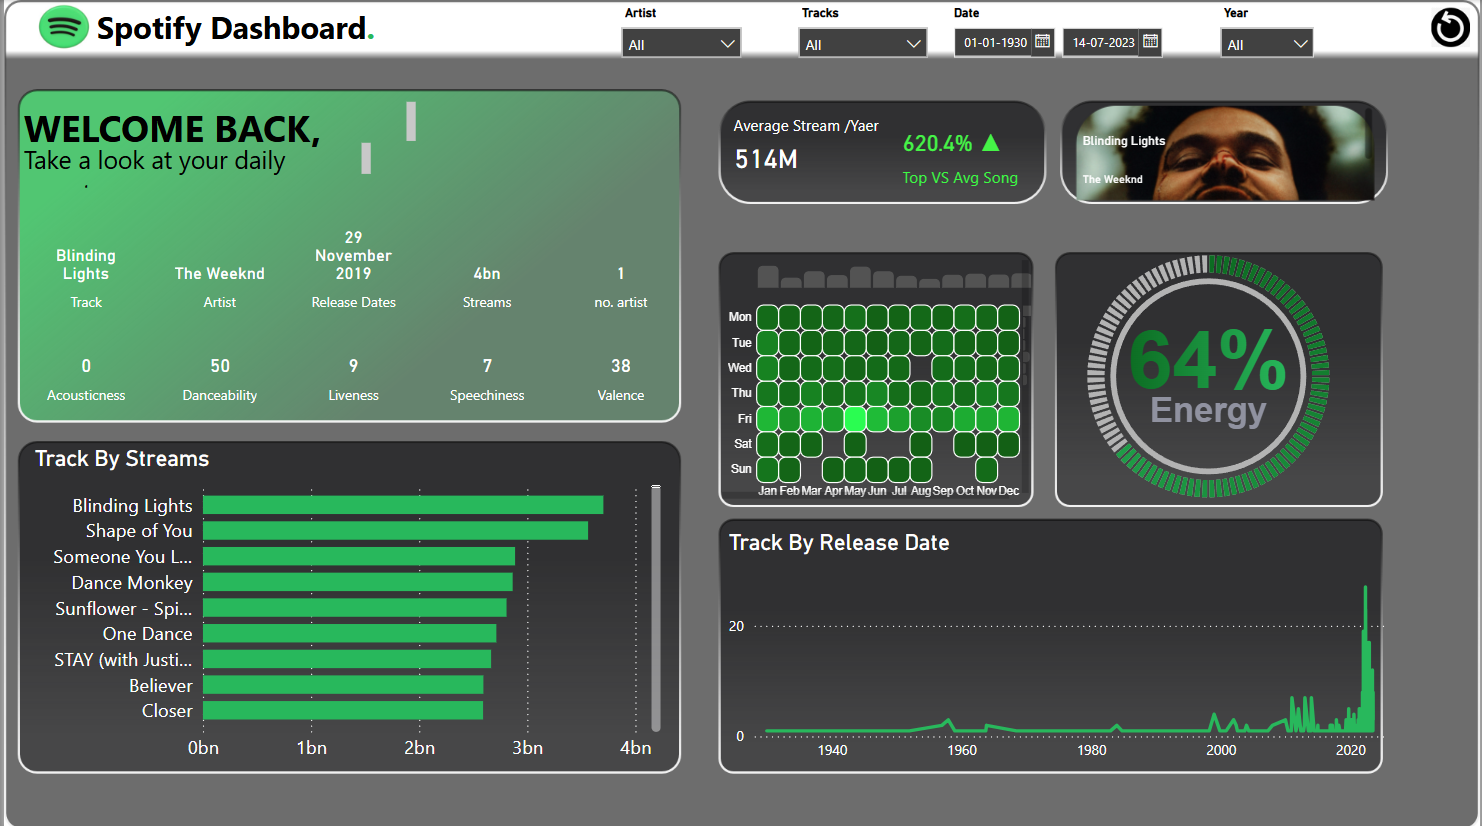 Spotify Dashboard.
Artist
All
Tracks
All
Date
01-01-1930
14-07-2023
Year
All
WELCOME BACK,
Take a look at your daily
.
Blinding
Lights
Track
The Weeknd
Artist
29
November
2019
Release Dates
4bn
Streams
1
no. artist
0
Acousticness
50
Danceability
9
Liveness
7
Speechiness
38
Valence
Average Stream /Yaer
514M
620.4% ▲
Top VS Avg Song
Blinding Lights
The Weeknd
Mon
Tue
Wed
Thu
Fri
Sat
Sun
Jan Feb Mar Apr May Jun Jul Aug Sep Oct Nov Dec
64%
Energy
Track By Streams
Blinding Lights
Shape of You
Someone You L...
Dance Monkey
Sunflower - Spi...
One Dance
STAY (with Justi...
Believer
Closer
0bn 1bn 2bn 3bn 4bn
Track By Release Date
20
0
1940 1960 1980 2000 2020